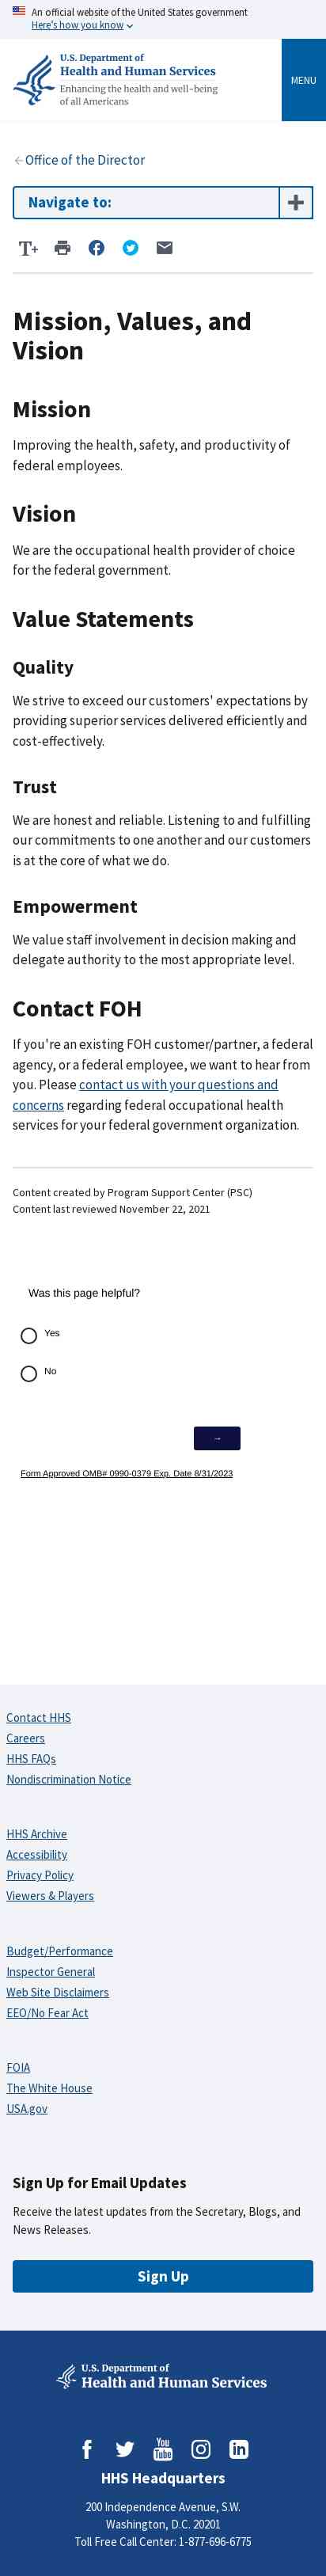 An official website of the United States government
Here's how you know
U.S. Department of
Health and Human Services
Enhancing the health and well-being
of all Americans
MENU
Office of the Director
Navigate to:
T+
Mission, Values, and
Vision
Mission
Improving the health, safety, and productivity of
federal employees.
Vision
We are the occupational health provider of choice
for the federal government.
Value Statements
Quality
We strive to exceed our customers' expectations by
providing superior services delivered efficiently and
cost-effectively.
Trust
We are honest and reliable. Listening to and fulfilling
our commitments to one another and our customers
is at the core of what we do.
Empowerment
We value staff involvement in decision making and
delegate authority to the most appropriate level.
Contact FOH
If you're an existing FOH customer/partner, a federal
agency, or a federal employee, we want to hear from
you. Please contact us with your questions and
concerns regarding federal occupational health
services for your federal government organization.
Content created by Program Support Center (PSC)
Content last reviewed November 22, 2021
Was this page helpful?
Yes
No
→
Form Approved OMB# 0990-0379 Exp. Date 8/31/2023
Contact HHS
Careers
HHS FAQs
Nondiscrimination Notice
HHS Archive
Accessibility
Privacy Policy
Viewers & Players
Budget/Performance
Inspector General
Web Site Disclaimers
EEO/No Fear Act
FOIA
The White House
USA.gov
Sign Up for Email Updates
Receive the latest updates from the Secretary, Blogs, and
News Releases.
Sign Up
U.S. Department of
Health and Human Services
You
Tube
HHS Headquarters
200 Independence Avenue, S.W.
Washington, D.C. 20201
Toll Free Call Center: 1-877-696-6775